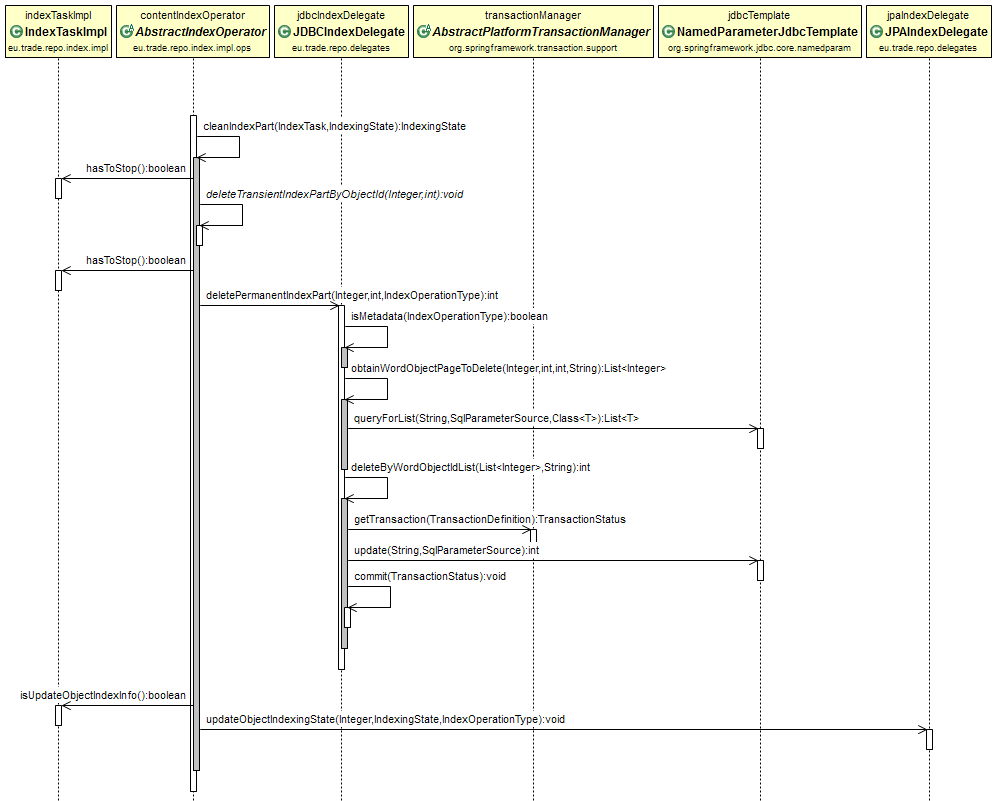 indexTaskImpl
IndexTaskImpl
eu.trade.repo.index.impl
contentIndexOperator
AbstractIndexOperator
eu.trade.repo.index.impl.ops
jdbcIndexDelegate
JDBCIndexDelegate
eu.trade.repo.delegates
transactionManager
AbstractPlatformTransactionManager
org.springframework.transaction.support
jdbcTemplate
NamedParameterJdbcTemplate
org.springframework.jdbc.core.namedparam
jpaIndexDelegate
JPAIndexDelegate
eu.trade.repo.delegates
cleanIndexPart(IndexTask,IndexingState):IndexingState
hasToStop():boolean
deleteTransientIndexPartByObjectId(Integer,int):void
hasToStop():boolean
deletePermanentIndexPart(Integer,int,IndexOperationType):int
isMetadata(IndexOperationType):boolean
obtainWordObjectPageToDelete(Integer,int,int,String):List<Integer>
queryForList(String,SqlParameterSource,Class<T>):List<T>
deleteByWordObjectIdList(List<Integer>,String):int
getTransaction(TransactionDefinition):TransactionStatus
update(String,SqlParameterSource):int
commit(TransactionStatus):void
isUpdateObjectIndexInfo():boolean
updateObjectIndexingState(Integer,IndexingState,IndexOperationType):void